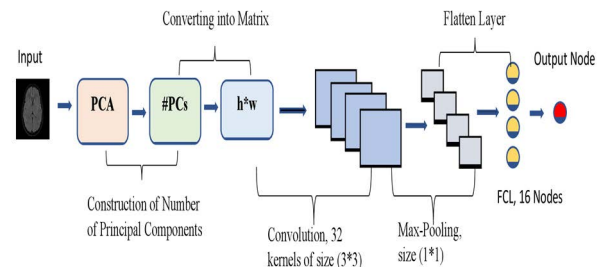 Converting into Matrix
Flatten Layer
Input
Output Node
PCA
#PCs
h*w
FCL, 16 Nodes
Construction of Number
of Principal Components
Convolution, 32
kernels of size (3*3)
Max-Pooling,
size (1*1)